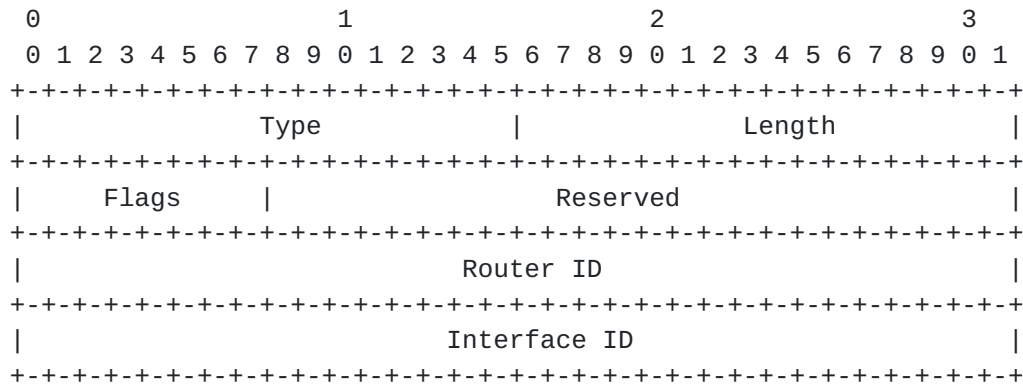 0                   1                   2                   3
 0 1 2 3 4 5 6 7 8 9 0 1 2 3 4 5 6 7 8 9 0 1 2 3 4 5 6 7 8 9 0 1
+-+-+-+-+-+-+-+-+-+-+-+-+-+-+-+-+-+-+-+-+-+-+-+-+-+-+-+-+-+-+-+-+
|               Type            |              Length           |
+-+-+-+-+-+-+-+-+-+-+-+-+-+-+-+-+-+-+-+-+-+-+-+-+-+-+-+-+-+-+-+-+
|     Flags     |                  Reserved                     |
+-+-+-+-+-+-+-+-+-+-+-+-+-+-+-+-+-+-+-+-+-+-+-+-+-+-+-+-+-+-+-+-+
|                            Router ID                          |
+-+-+-+-+-+-+-+-+-+-+-+-+-+-+-+-+-+-+-+-+-+-+-+-+-+-+-+-+-+-+-+-+
|                           Interface ID                        |
+-+-+-+-+-+-+-+-+-+-+-+-+-+-+-+-+-+-+-+-+-+-+-+-+-+-+-+-+-+-+-+-+